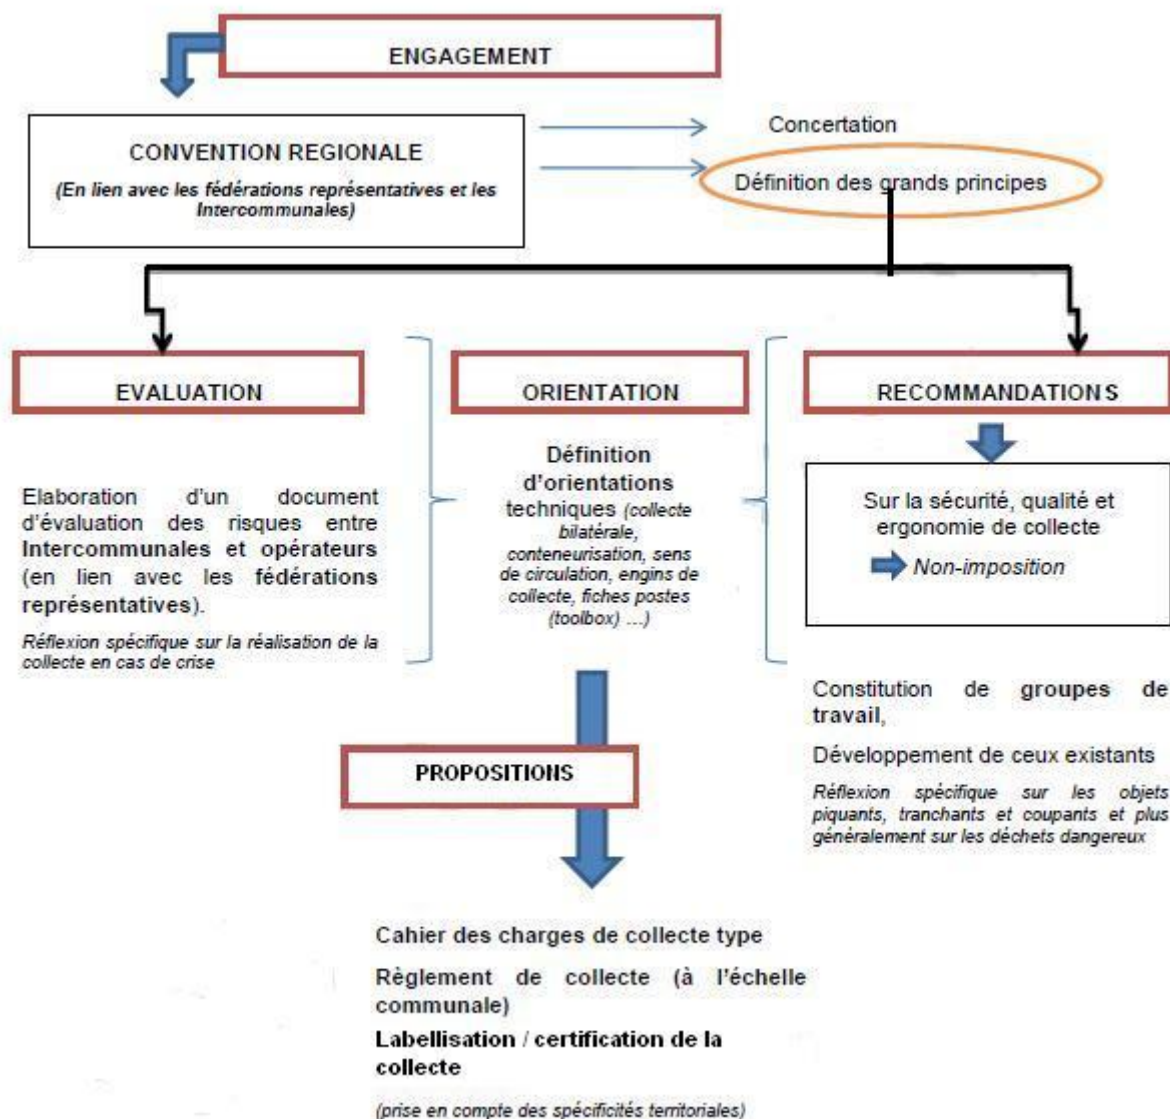 ENGAGEMENT
CONVENTION REGIONALE
(En lien avec les fédérations représentatives et les
Intercommunales)
Concertation
Définition des grands principes
EVALUATION
Elaboration d'un document
d'évaluation des risques entre
Intercommunales et opérateurs
(en lien avec les fédérations
représentatives).
Réflexion spécifique sur la réalisation de la
collecte en cas de crise
ORIENTATION
Définition
d'orientations
techniques (collecte
bilatérale,
conteneurisation, sens
de circulation, engins de
collecte, fiches postes
(toolbox) …)
RECOMMANDATIONS
Sur la sécurité, qualité et
ergonomie de collecte
Non-imposition
Constitution de groupes de
travail,
Développement de ceux existants
Réflexion spécifique sur les objets
piquants, tranchants et coupants et plus
généralement sur les déchets dangereux
PROPOSITIONS
Cahier des charges de collecte type
Règlement de collecte (à l'échelle
communale)
Labellisation / certification de la
collecte
(prise en compte des spécificités territoriales)